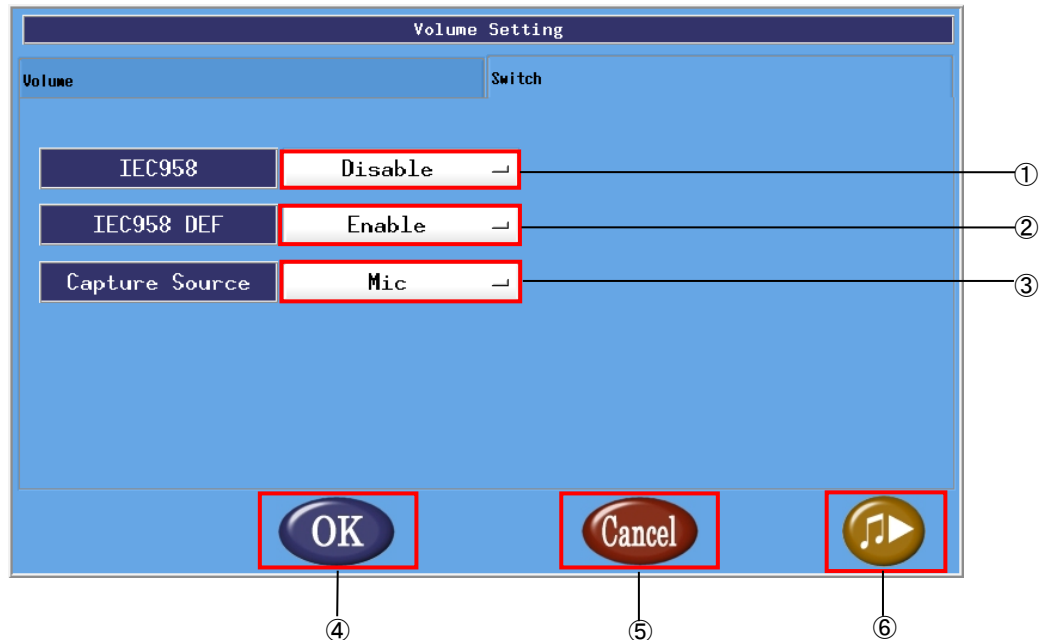 Volume Setting
Volume
Switch
IEC958
Disable
①
IEC958 DEF
Enable
②
Capture Source
Mic
③
OK
Cancel
④
⑤
⑥